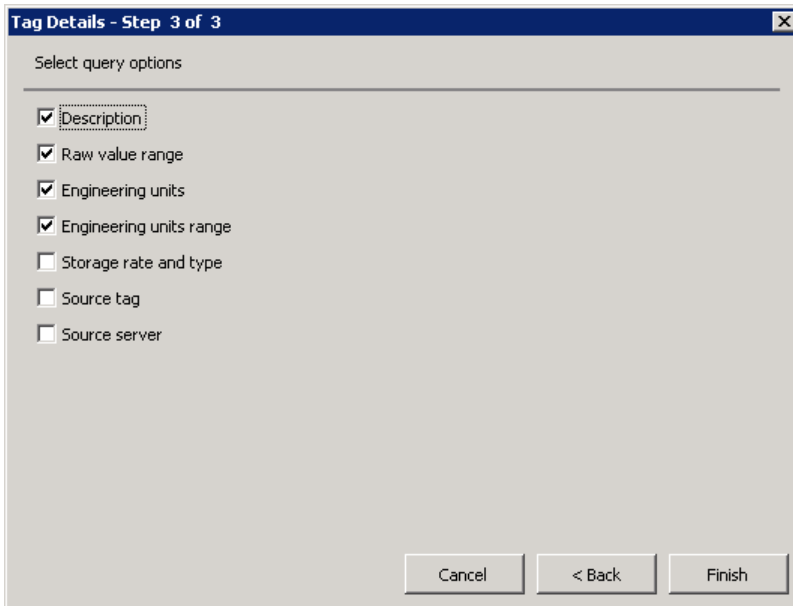 Tag Details - Step 3 of 3
Select query options
Description
Raw value range
Engineering units
Engineering units range
Storage rate and type
Source tag
Source server
Cancel
< Back
Finish